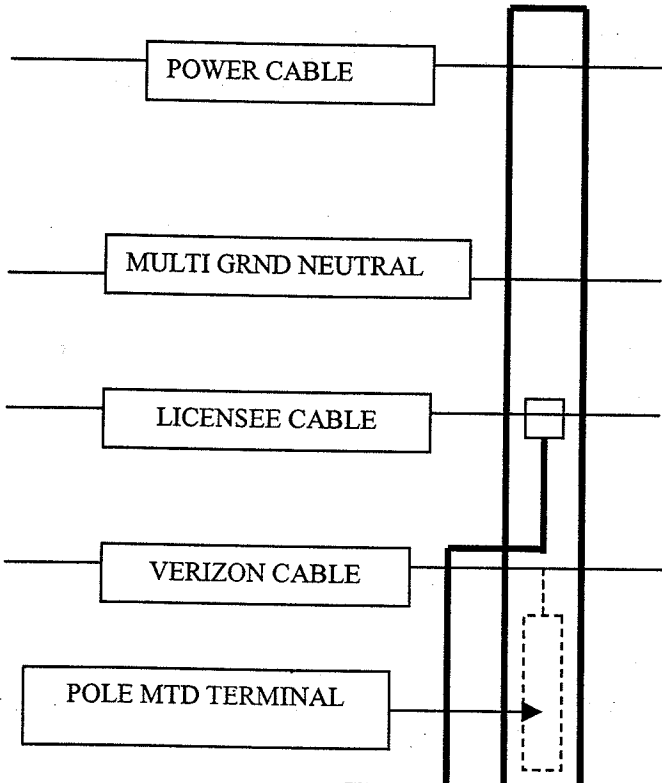 POWER CABLE
MULTI GRND NEUTRAL
LICENSEE CABLE
VERIZON CABLE
POLE MTD TERMINAL